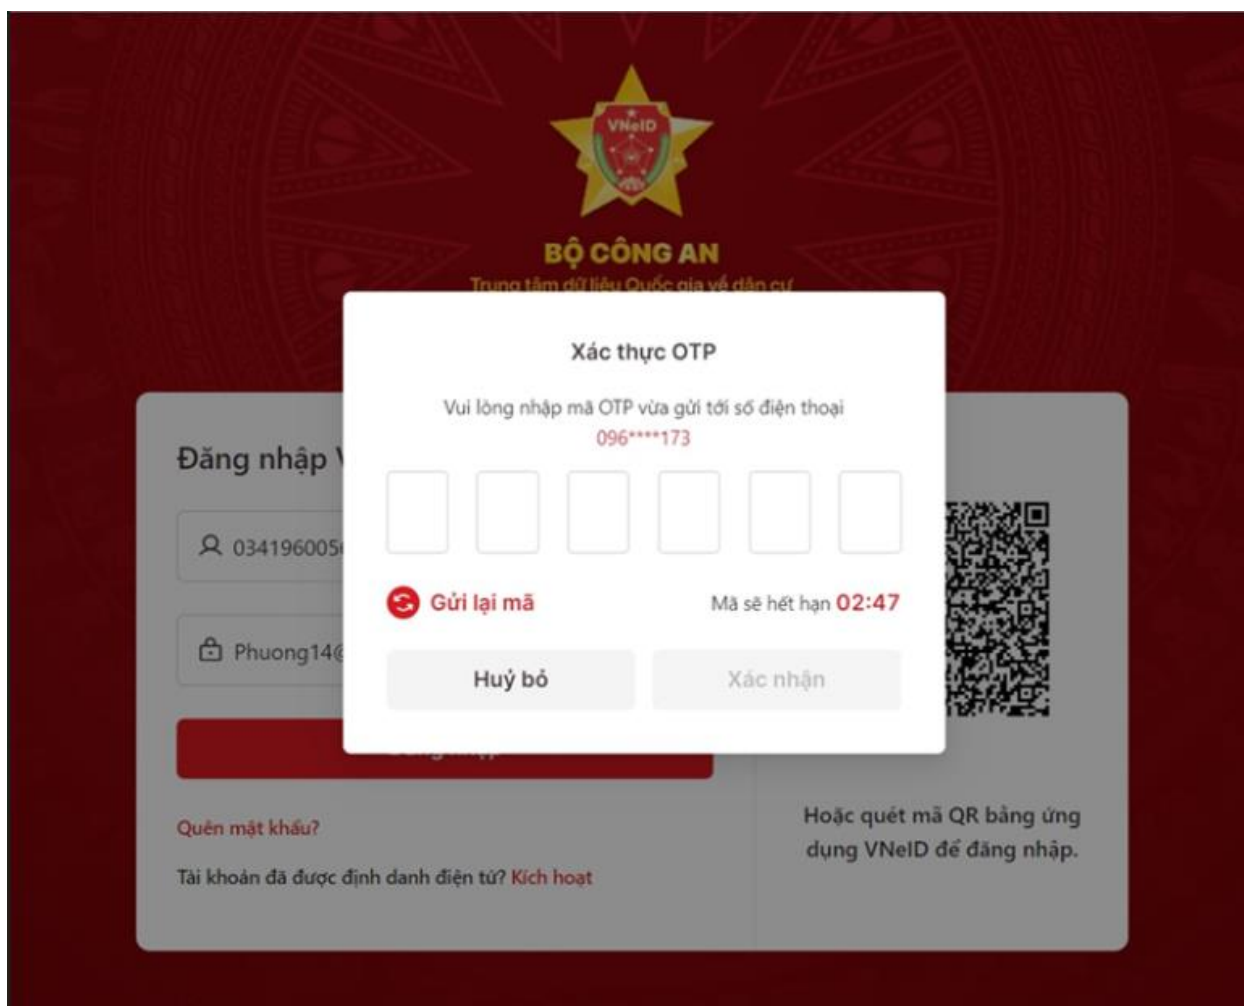 VNeID
BỘ CÔNG AN
Trung tâm dữ liệu Quốc gia về dân cư
Xác thực OTP
Vui lòng nhập mã OTP vừa gửi tới số điện thoại
096****173
Gửi lại mã
Mã sẽ hết hạn 02:47
Huỷ bỏ
Xác nhận
Đăng nhập
034196005
Phuong14@
Quên mật khẩu?
Tài khoản đã được định danh điện tử? Kích hoạt
Hoặc quét mã QR bằng ứng
dụng VNeID để đăng nhập.